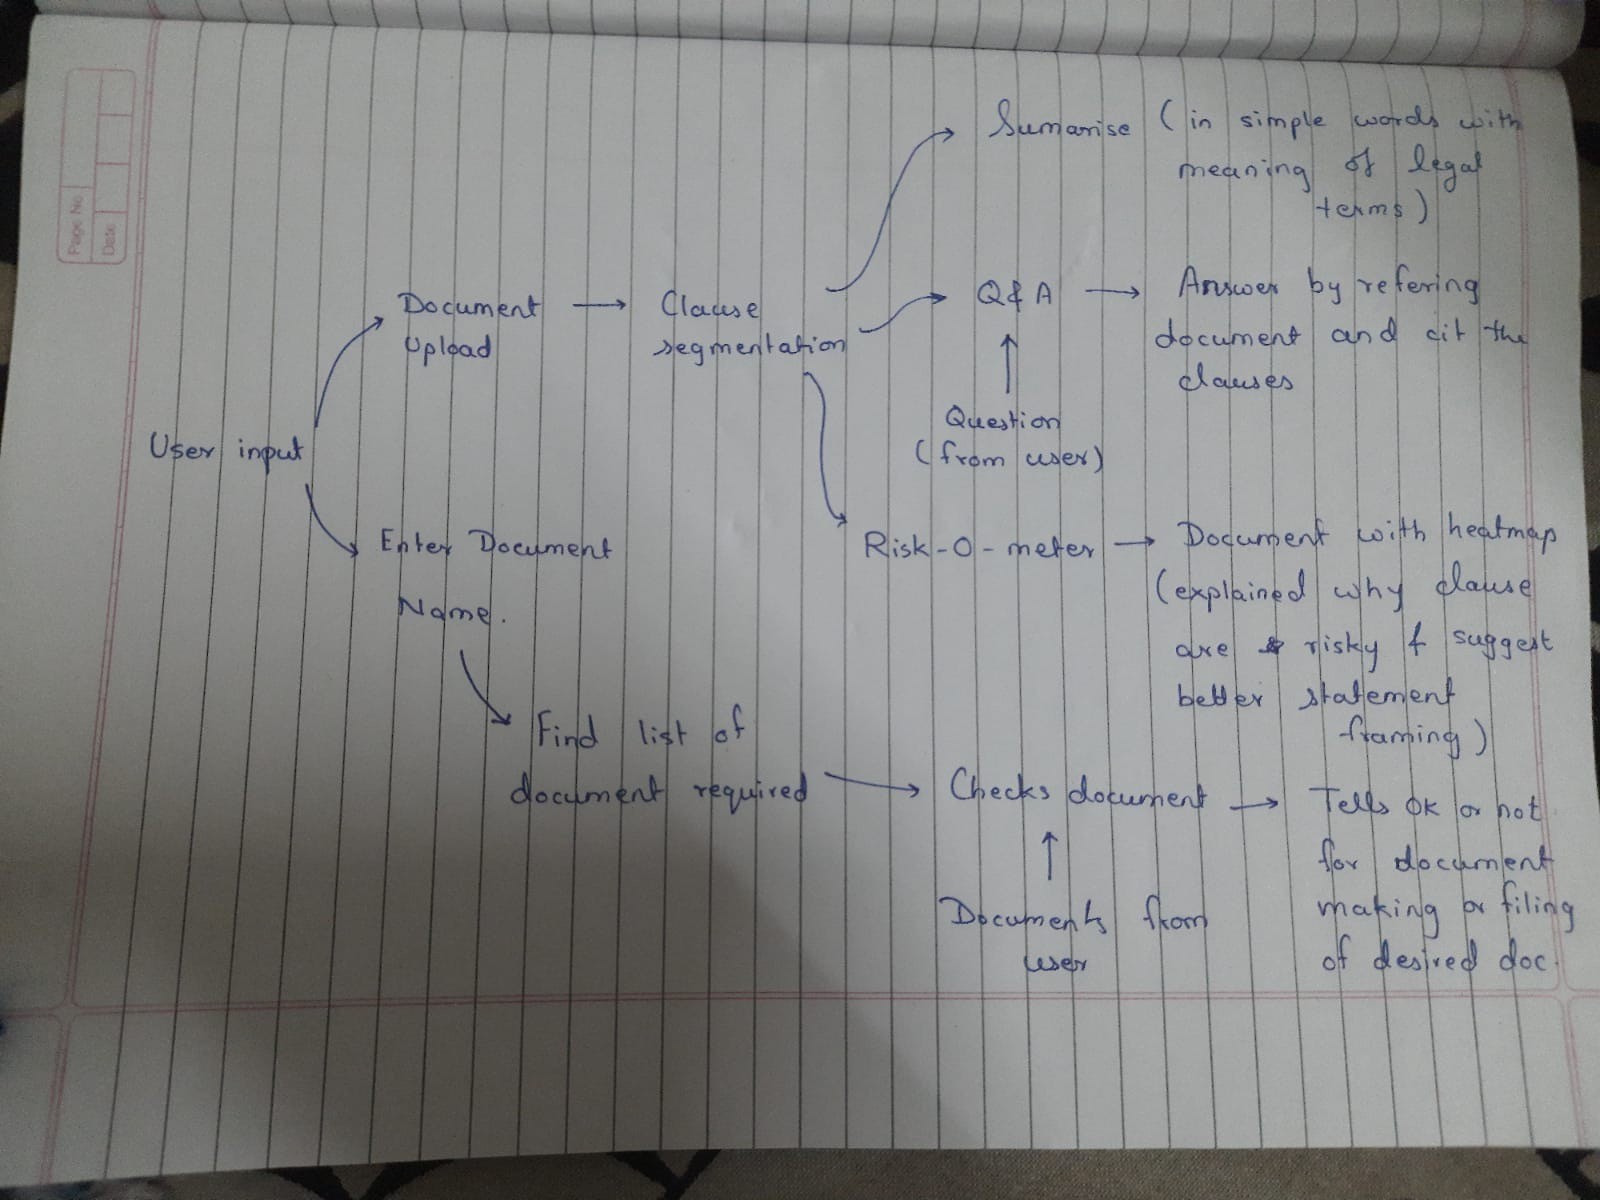 Page No
Date
Sumarise (in simple words with
meaning of legal
terms)
Document
Upload
Clause
segmentation
Q & A
Answer by refering
document and cit the
clauses
Question
(from user)
User input
Enter Document
Name.
Risk-O-meter
Document with heatmap
(explained why clause
are risky & suggest
better statement
framing)
Find list of
document required
Checks document
Documents from
user
Tells OK or not
for document
making or filing
of desired doc.